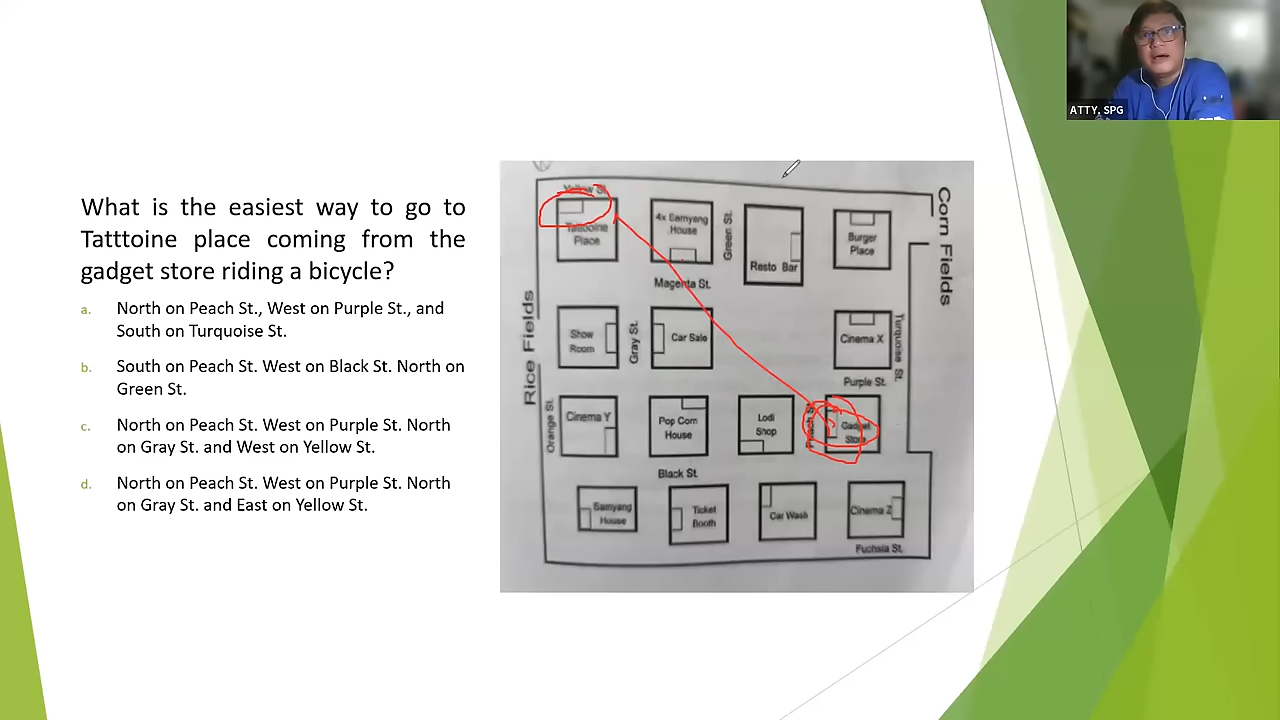 ATTY. SPG
What is the easiest way to go to
Tatttoine place coming from the
gadget store riding a bicycle?
a. North on Peach St., West on Purple St., and
South on Turquoise St.
b. South on Peach St. West on Black St. North on
Green St.
c. North on Peach St. West on Purple St. North
on Gray St. and West on Yellow St.
d. North on Peach St. West on Purple St. North
on Gray St. and East on Yellow St.
Yellow St.
Corn Fields
Tattoine
Place
4x Samyang
House
Green St.
Resto Bar
Burger
Place
Magenta St.
Rice Fields
Show
Room
Gray St.
Car Sale
Cinema X
Turquoise St.
Purple St.
Orange St.
Cinema Y
Pop Corn
House
Lodi
Shop
Peach St.
Gadget
Store
Black St.
Samyang
House
Ticket
Booth
Car Wash
Cinema Z
Fuchsia St.